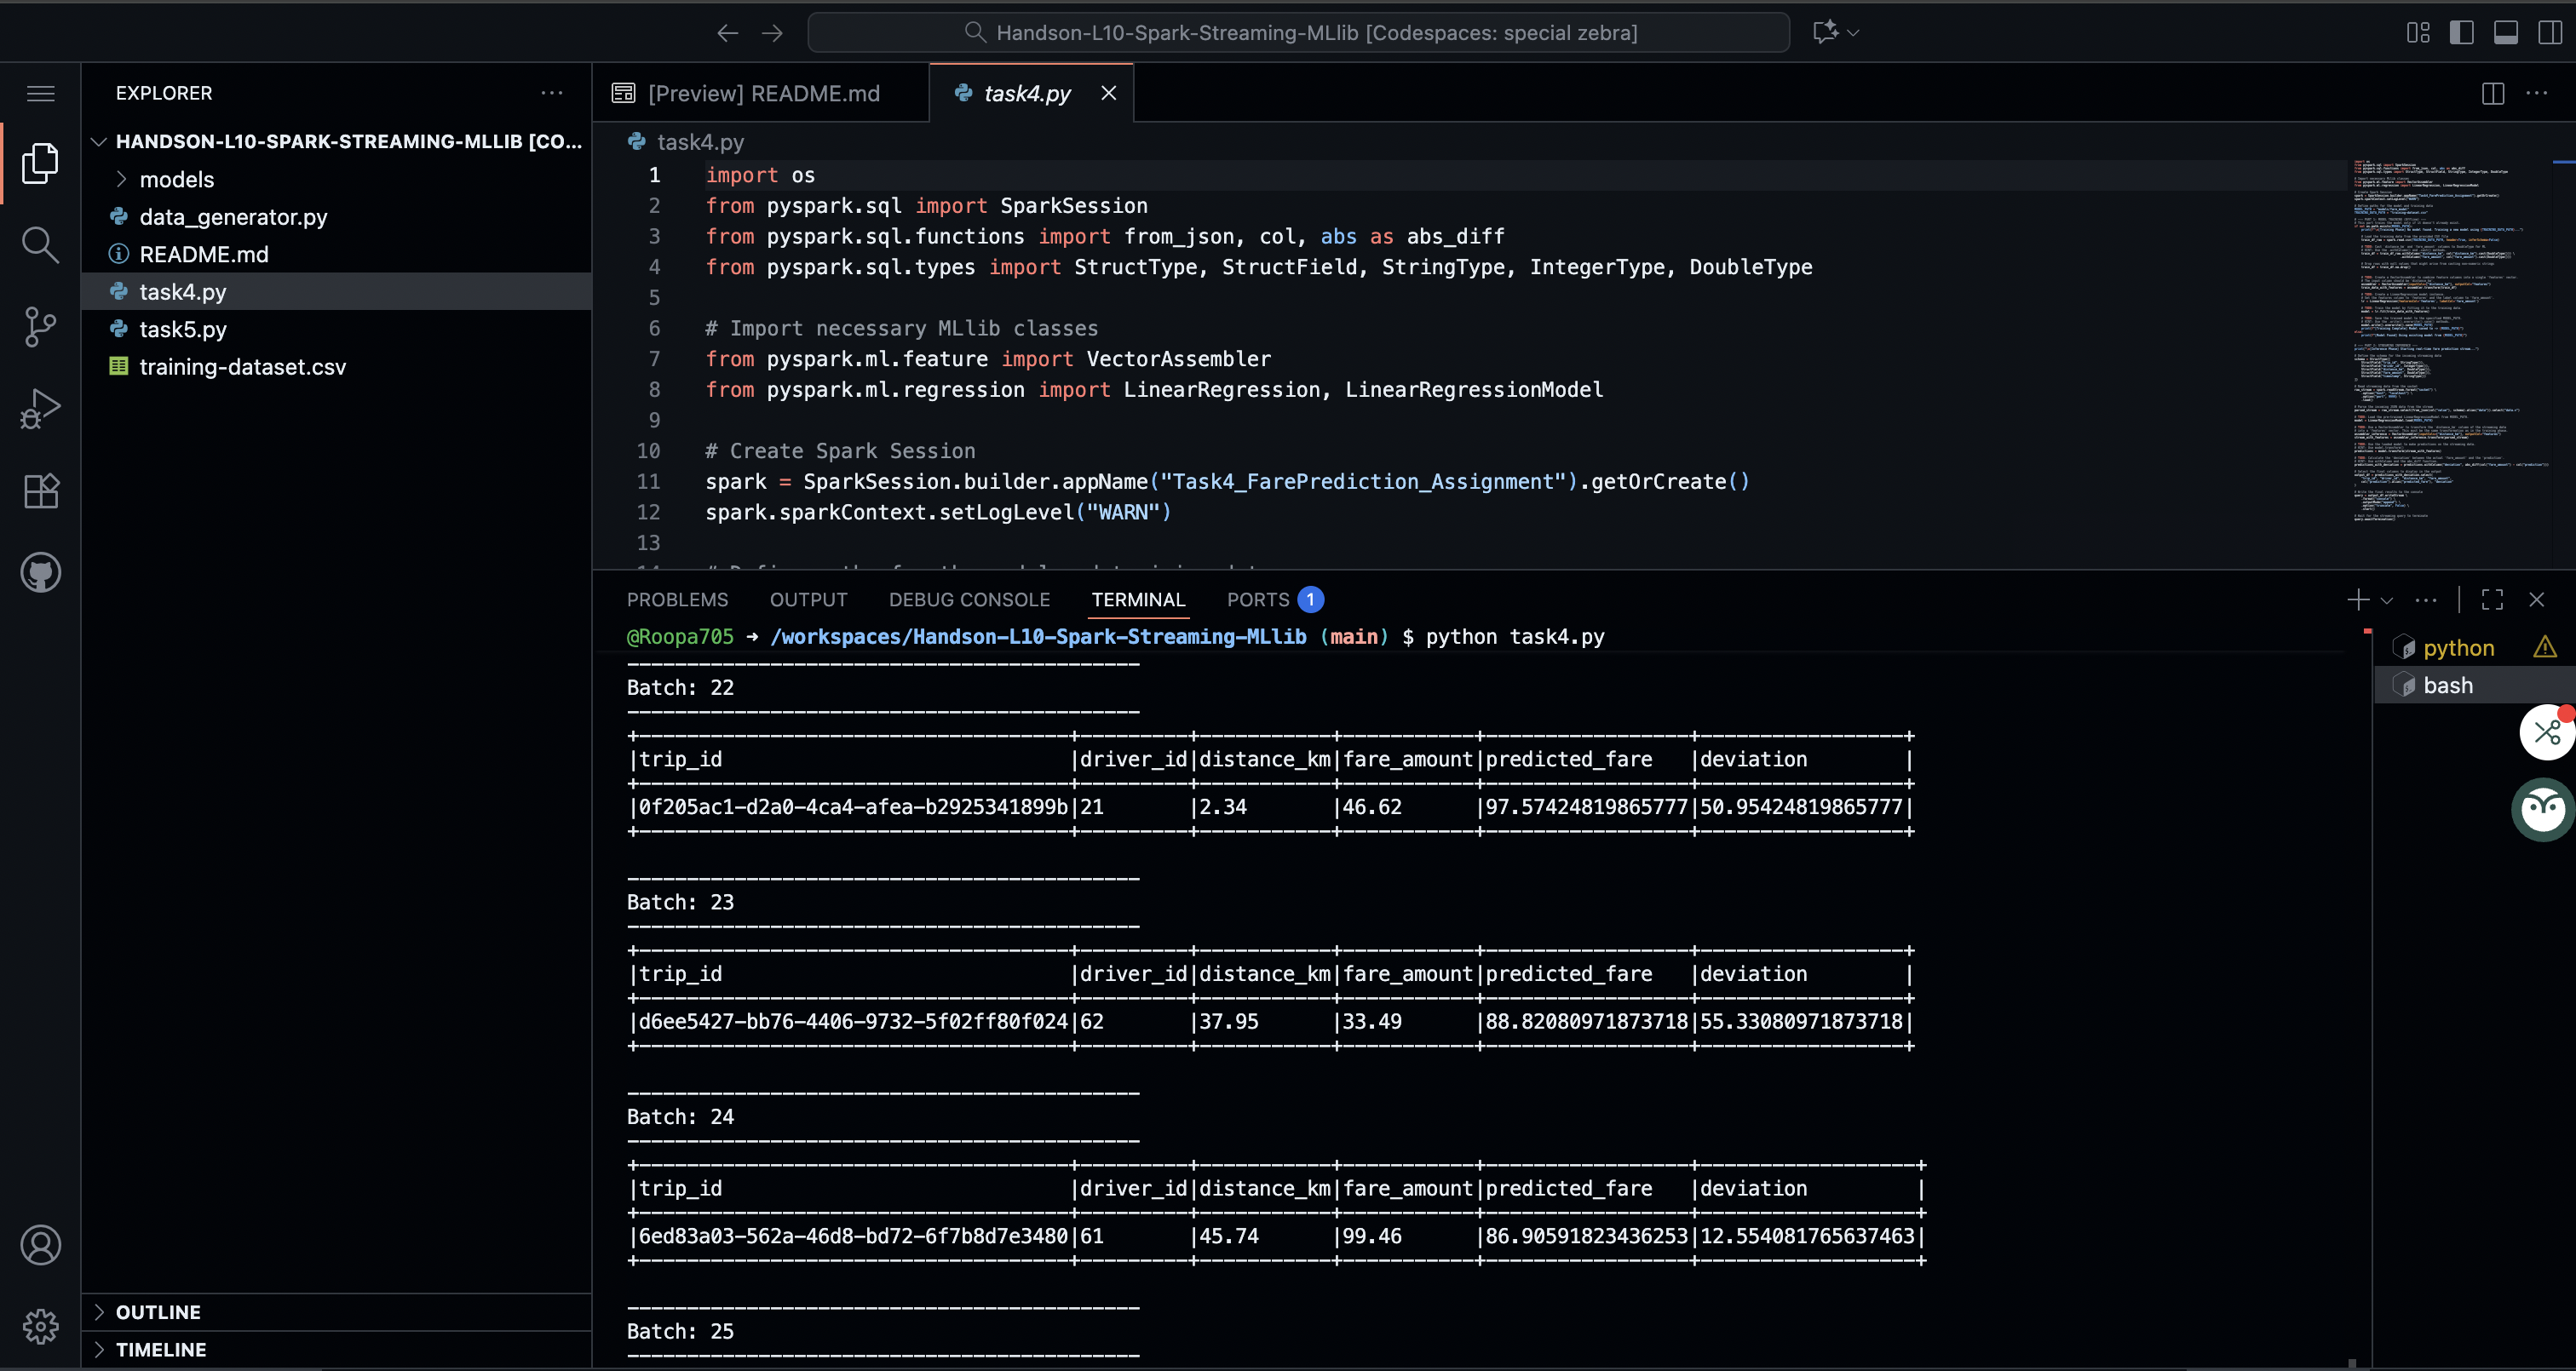 Handson-L10-Spark-Streaming-MLlib [Codespaces: special zebra]
EXPLORER
HANDSON-L10-SPARK-STREAMING-MLLIB [CO...
models
data_generator.py
README.md
task4.py
task5.py
training-dataset.csv
OUTLINE
TIMELINE
[Preview] README.md
task4.py
task4.py
1 import os
2 from pyspark.sql import SparkSession
3 from pyspark.sql.functions import from_json, col, abs as abs_diff
4 from pyspark.sql.types import StructType, StructField, StringType, IntegerType, DoubleType
5
6 # Import necessary MLlib classes
7 from pyspark.ml.feature import VectorAssembler
8 from pyspark.ml.regression import LinearRegression, LinearRegressionModel
9
10 # Create Spark Session
11 spark = SparkSession.builder.appName("Task4_FarePrediction_Assignment").getOrCreate()
12 spark.sparkContext.setLogLevel("WARN")
13
PROBLEMS OUTPUT DEBUG CONSOLE TERMINAL PORTS 1
@Roopa705 → /workspaces/Handson-L10-Spark-Streaming-MLlib (main) $ python task4.py
-------------------------------------------
Batch: 22
-------------------------------------------
+------------------------------------+---------+-----------+-----------+-----------------+-----------------+
|trip_id                             |driver_id|distance_km|fare_amount|predicted_fare   |deviation        |
+------------------------------------+---------+-----------+-----------+-----------------+-----------------+
|0f205ac1-d2a0-4ca4-afea-b2925341899b|21       |2.34       |46.62      |97.57424819865777|50.95424819865777|
+------------------------------------+---------+-----------+-----------+-----------------+-----------------+
-------------------------------------------
Batch: 23
-------------------------------------------
+------------------------------------+---------+-----------+-----------+-----------------+-----------------+
|trip_id                             |driver_id|distance_km|fare_amount|predicted_fare   |deviation        |
+------------------------------------+---------+-----------+-----------+-----------------+-----------------+
|d6ee5427-bb76-4406-9732-5f02ff80f024|62       |37.95      |33.49      |88.82080971873718|55.33080971873718|
+------------------------------------+---------+-----------+-----------+-----------------+-----------------+
-------------------------------------------
Batch: 24
-------------------------------------------
+------------------------------------+---------+-----------+-----------+-----------------+------------------+
|trip_id                             |driver_id|distance_km|fare_amount|predicted_fare   |deviation         |
+------------------------------------+---------+-----------+-----------+-----------------+------------------+
|6ed83a03-562a-46d8-bd72-6f7b8d7e3480|61       |45.74      |99.46      |86.90591823436253|12.554081765637463|
+------------------------------------+---------+-----------+-----------+-----------------+------------------+
-------------------------------------------
Batch: 25
-------------------------------------------
python
bash